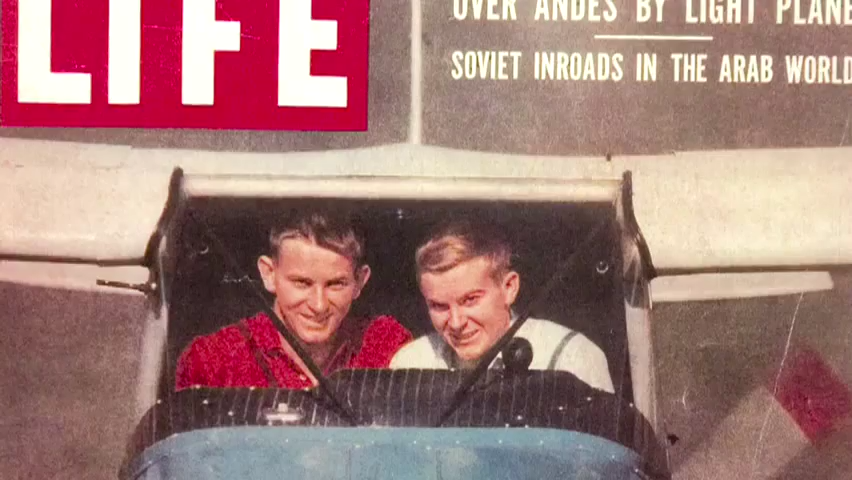 LIFE
OVER ANDES BY LIGHT PLANE
SOVIET INROADS IN THE ARAB WORLD